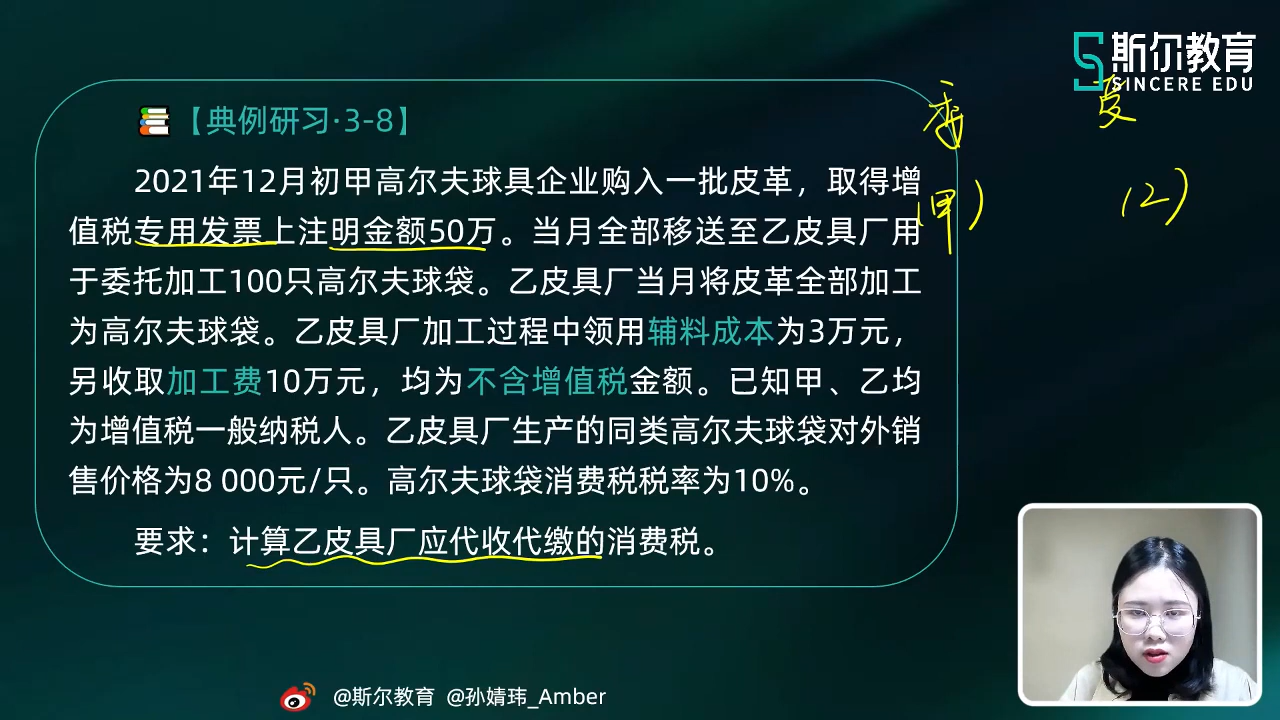 斯尔教育
SINCERE EDU
【典例研习·3-8】
2021年12月初甲高尔夫球具企业购入一批皮革，取得增
值税专用发票上注明金额50万。当月全部移送至乙皮具厂用
于委托加工100只高尔夫球袋。乙皮具厂当月将皮革全部加工
为高尔夫球袋。乙皮具厂加工过程中领用辅料成本为3万元，
另收取加工费10万元，均为不含增值税金额。已知甲、乙均
为增值税一般纳税人。乙皮具厂生产的同类高尔夫球袋对外销
售价格为8 000元/只。高尔夫球袋消费税税率为10%。
要求：计算乙皮具厂应代收代缴的消费税。
委 受
(甲) (乙)
@斯尔教育 @孙婧玮_Amber